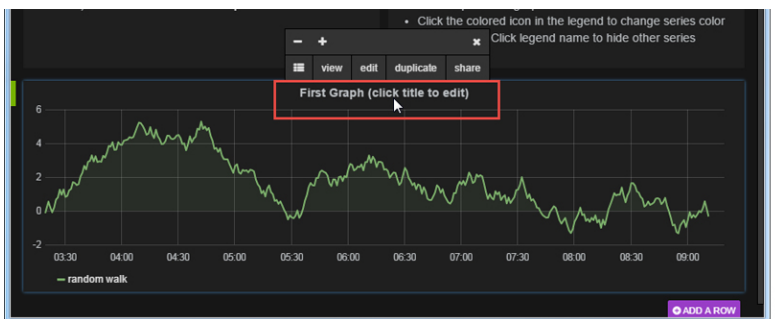 Click the colored icon in the legend to change series color
Click legend name to hide other series
view edit duplicate share
First Graph (click title to edit)
6
4
2
0
-2
03:30 04:00 04:30 05:00 05:30 06:00 06:30 07:00 07:30 08:00 08:30 09:00
random walk
ADD A ROW